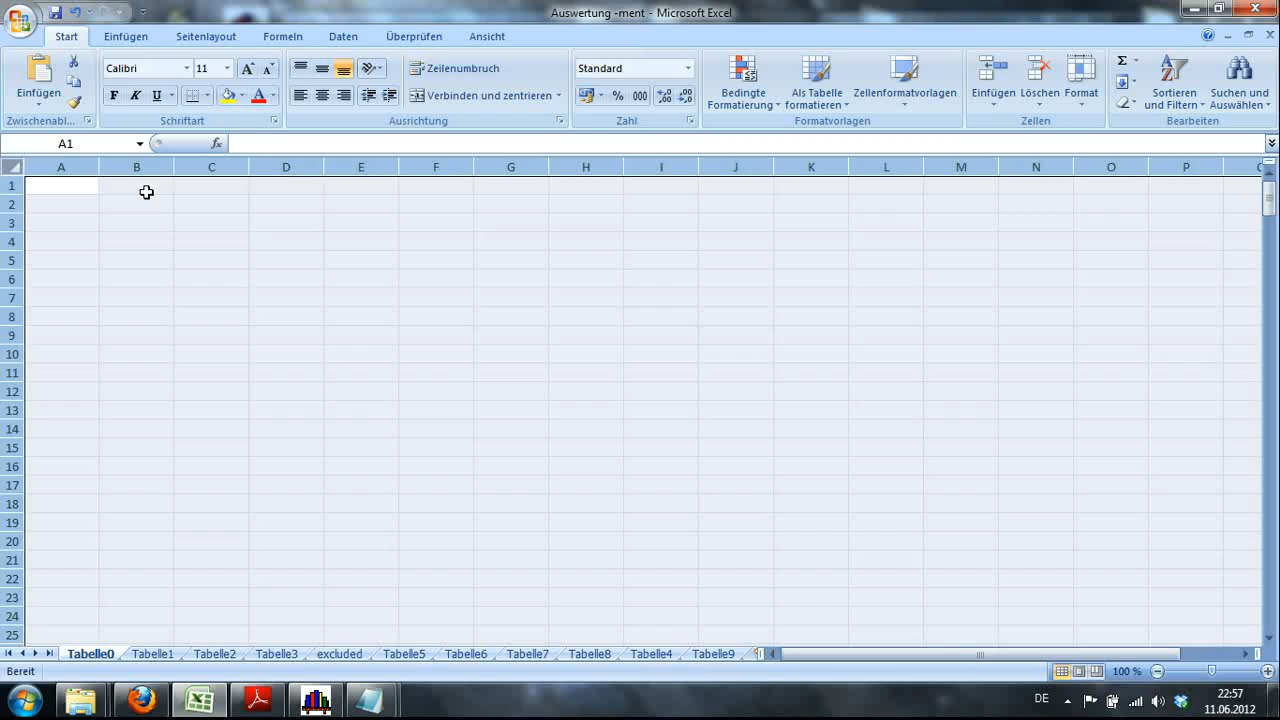 Auswertung -ment - Microsoft Excel
Start Einfügen Seitenlayout Formeln Daten Überprüfen Ansicht
Einfügen
Calibri 11
F K U
Zeilenumbruch
Verbinden und zentrieren
Standard
% 000
Bedingte Formatierung
Als Tabelle formatieren
Zellenformatvorlagen
Einfügen Löschen Format
Σ
Sortieren und Filtern
Suchen und Auswählen
Zwischenabl... Schriftart Ausrichtung Zahl Formatvorlagen Zellen Bearbeiten
A1 fx
A B C D E F G H I J K L M N O P
1
2
3
4
5
6
7
8
9
10
11
12
13
14
15
16
17
18
19
20
21
22
23
24
25
Tabelle0 Tabelle1 Tabelle2 Tabelle3 excluded Tabelle5 Tabelle6 Tabelle7 Tabelle8 Tabelle4 Tabelle9
Bereit 100 %
DE 22:57
11.06.2012